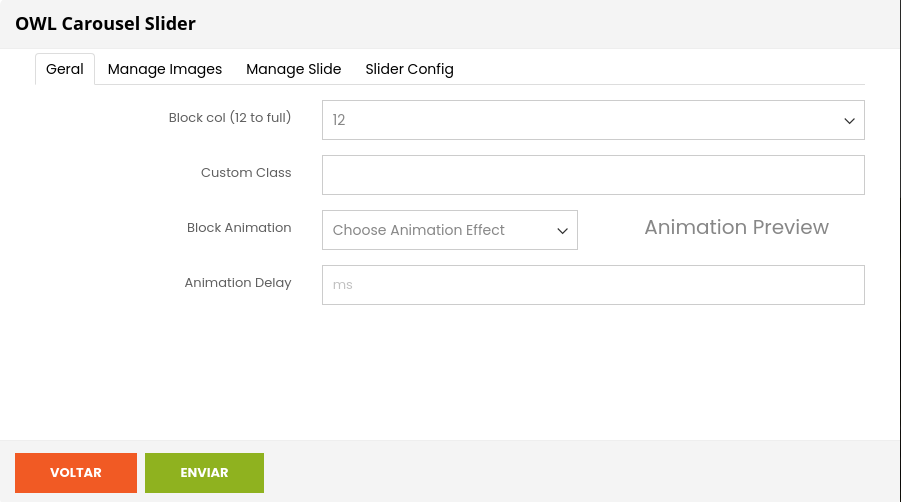 OWL Carousel Slider
Geral Manage Images Manage Slide Slider Config
Block col (12 to full) 12
Custom Class
Block Animation Choose Animation Effect Animation Preview
Animation Delay ms
VOLTAR ENVIAR